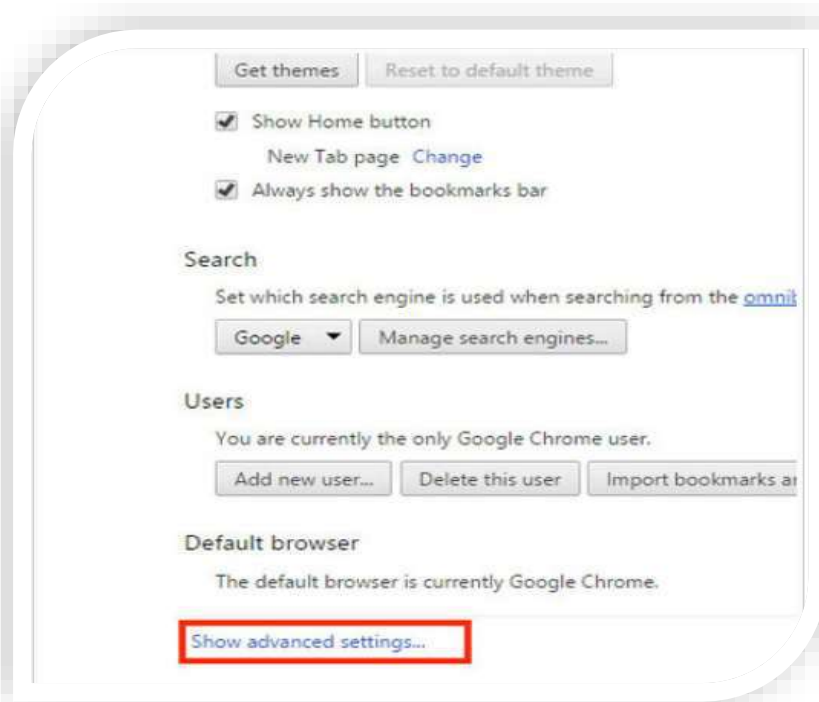 Get themes Reset to default theme
Show Home button
New Tab page Change
Always show the bookmarks bar
Search
Set which search engine is used when searching from the
Google Manage search engines...
Users
You are currently the only Google Chrome user.
Add new user... Delete this user Import bookmarks
Default browser
The default browser is currently Google Chrome.
Show advanced settings...